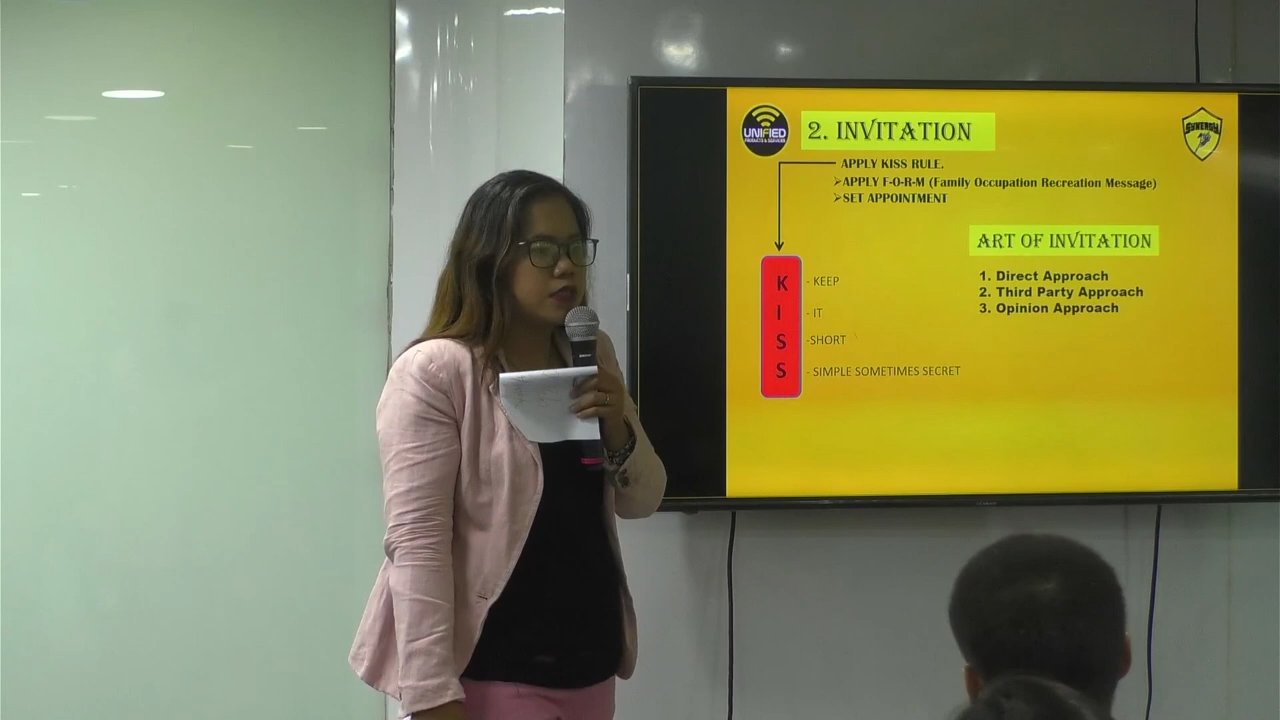 UNIFIED
PRODUCTS & SERVICES
2. INVITATION
SYNERGY
APPLY KISS RULE.
➢APPLY F-O-R-M (Family Occupation Recreation Message)
➢SET APPOINTMENT
ART OF INVITATION
1. Direct Approach
2. Third Party Approach
3. Opinion Approach
K - KEEP
I - IT
S -SHORT
S - SIMPLE SOMETIMES SECRET